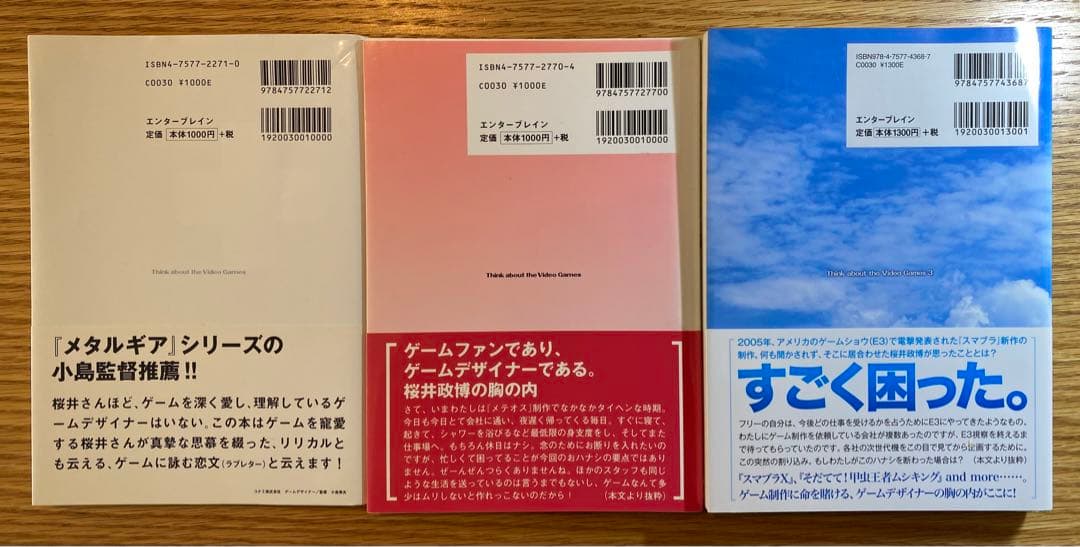 ISBN4-7577-2271-0
C0030 ¥1000E
9784757722712
エンターブレイン
定価 本体1000円 +税
1920030010000
Think about the Video Games
『メタルギア』シリーズの
小島監督推薦!!
桜井さんほど、ゲームを深く愛し、理解しているゲ
ームデザイナーはいない。この本はゲームを寵愛
する桜井さんが真摯な思慕を綴った、リリカルと
も云える、ゲームに詠む恋文(ラブレター)と云えます!
コナミ株式会社 ゲームデザイナー/監督 小島秀夫
ISBN4-7577-2770-4
C0030 ¥1000E
9784757727700
エンターブレイン
定価 本体1000円 +税
1920030010000
Think about the Video Games
ゲームファンであり、
ゲームデザイナーである。
桜井政博の胸の内
さて、いまわたしは『メテオス』制作でなかなかタイヘンな時期。
今日も今日とて会社に通い、夜遅く帰ってくる毎日。すぐに寝て、
起きて、シャワーを浴びるなど最低限の身支度をし、そしてまた
仕事場へ。もちろん休日はナシ。念のためにお断りを入れたいの
ですが、忙しくて困ってることが今回のおハナシの要点ではあり
ません。ぜーんぜんつらくありませんね。ほかのスタッフも同じ
ような生活を送っているのは言うまでもないし、ゲームなんて多
少はムリしないと作れっこないのだから! (本文より抜粋)
ISBN978-4-7577-4368-7
C0030 ¥1300E
9784757743687
エンターブレイン
定価 本体1300円 +税
1920030013001
Think about the Video Games 3
2005年、アメリカのゲームショウ(E3)で電撃発表された『スマブラ』新作の
制作。何も聞かされず、そこに居合わせた桜井政博が思ったこととは?
すごく困った。
フリーの自分は、今後どの仕事を受けるかを占うためにE3にやってきたようなもの。
わたしにゲーム制作を依頼している会社が複数あったのですが、E3視察を終えるま
で待ってもらっていたのです。各社の次世代機をこの目で見てから企画するために。
この突然の割り込み。もしわたしがこのハナシを断わった場合は? (本文より抜粋)
『スマブラX』、『そだてて!甲虫王者ムシキング』 and more……。
ゲーム制作に命を賭ける、ゲームデザイナーの胸の内がここに!